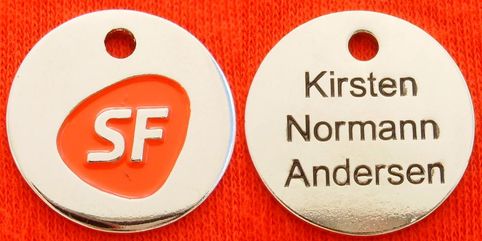 SF
Kirsten
Normann
Andersen